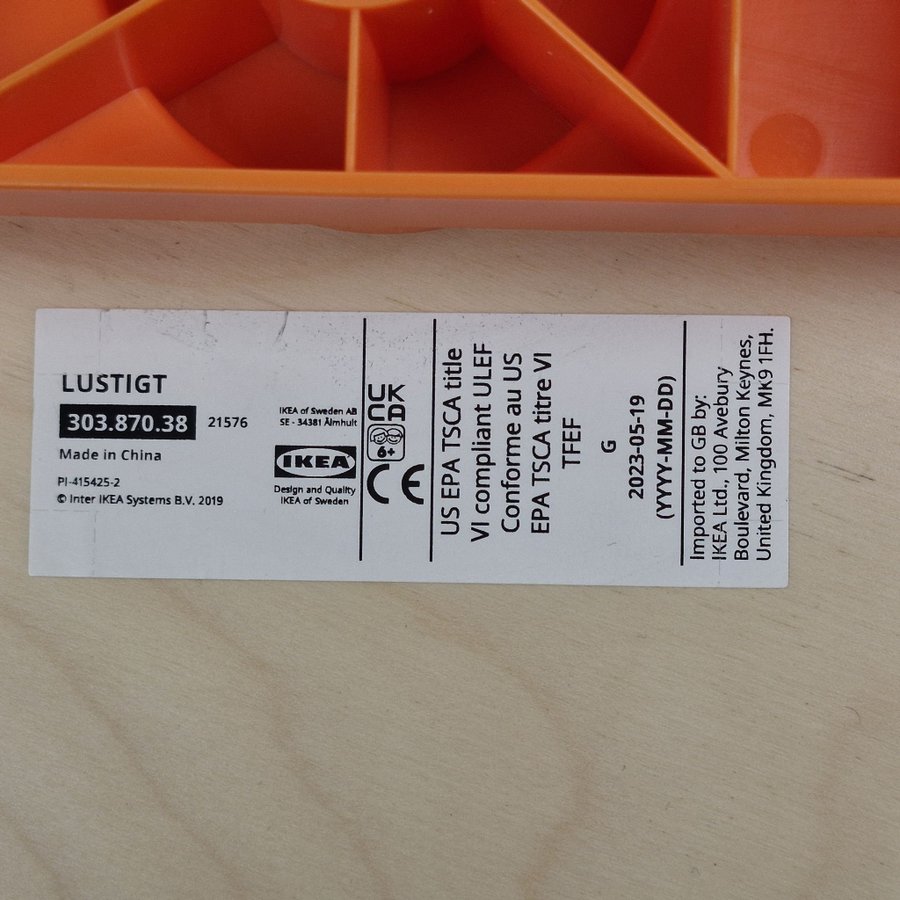 LUSTIGT
303.870.38 21576
Made in China
PI-415425-2
© Inter IKEA Systems B.V. 2019
IKEA of Sweden AB
SE - 34381 Älmhult
IKEA
Design and Quality
IKEA of Sweden
UK
CA
6+
CE
US EPA TSCA title
VI compliant ULEF
Conforme au US
EPA TSCA titre VI
TFEF
G
2023-05-19
(YYYY-MM-DD)
Imported to GB by:
IKEA Ltd., 100 Avebury
Boulevard, Milton Keynes,
United Kingdom, MK9 1FH.